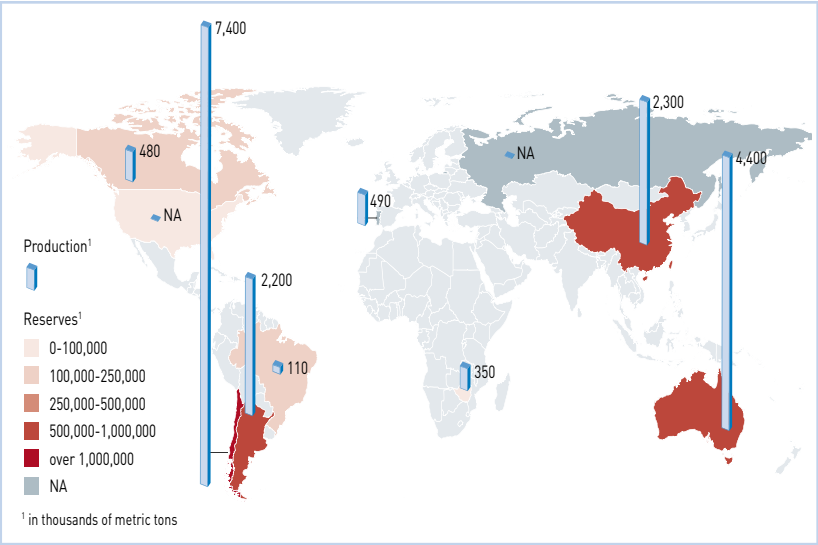 7,400
2,300
480
NA
4,400
490
NA
Production¹
2,200
Reserves¹
0-100,000
110
350
100,000-250,000
250,000-500,000
500,000-1,000,000
over 1,000,000
NA
¹ in thousands of metric tons